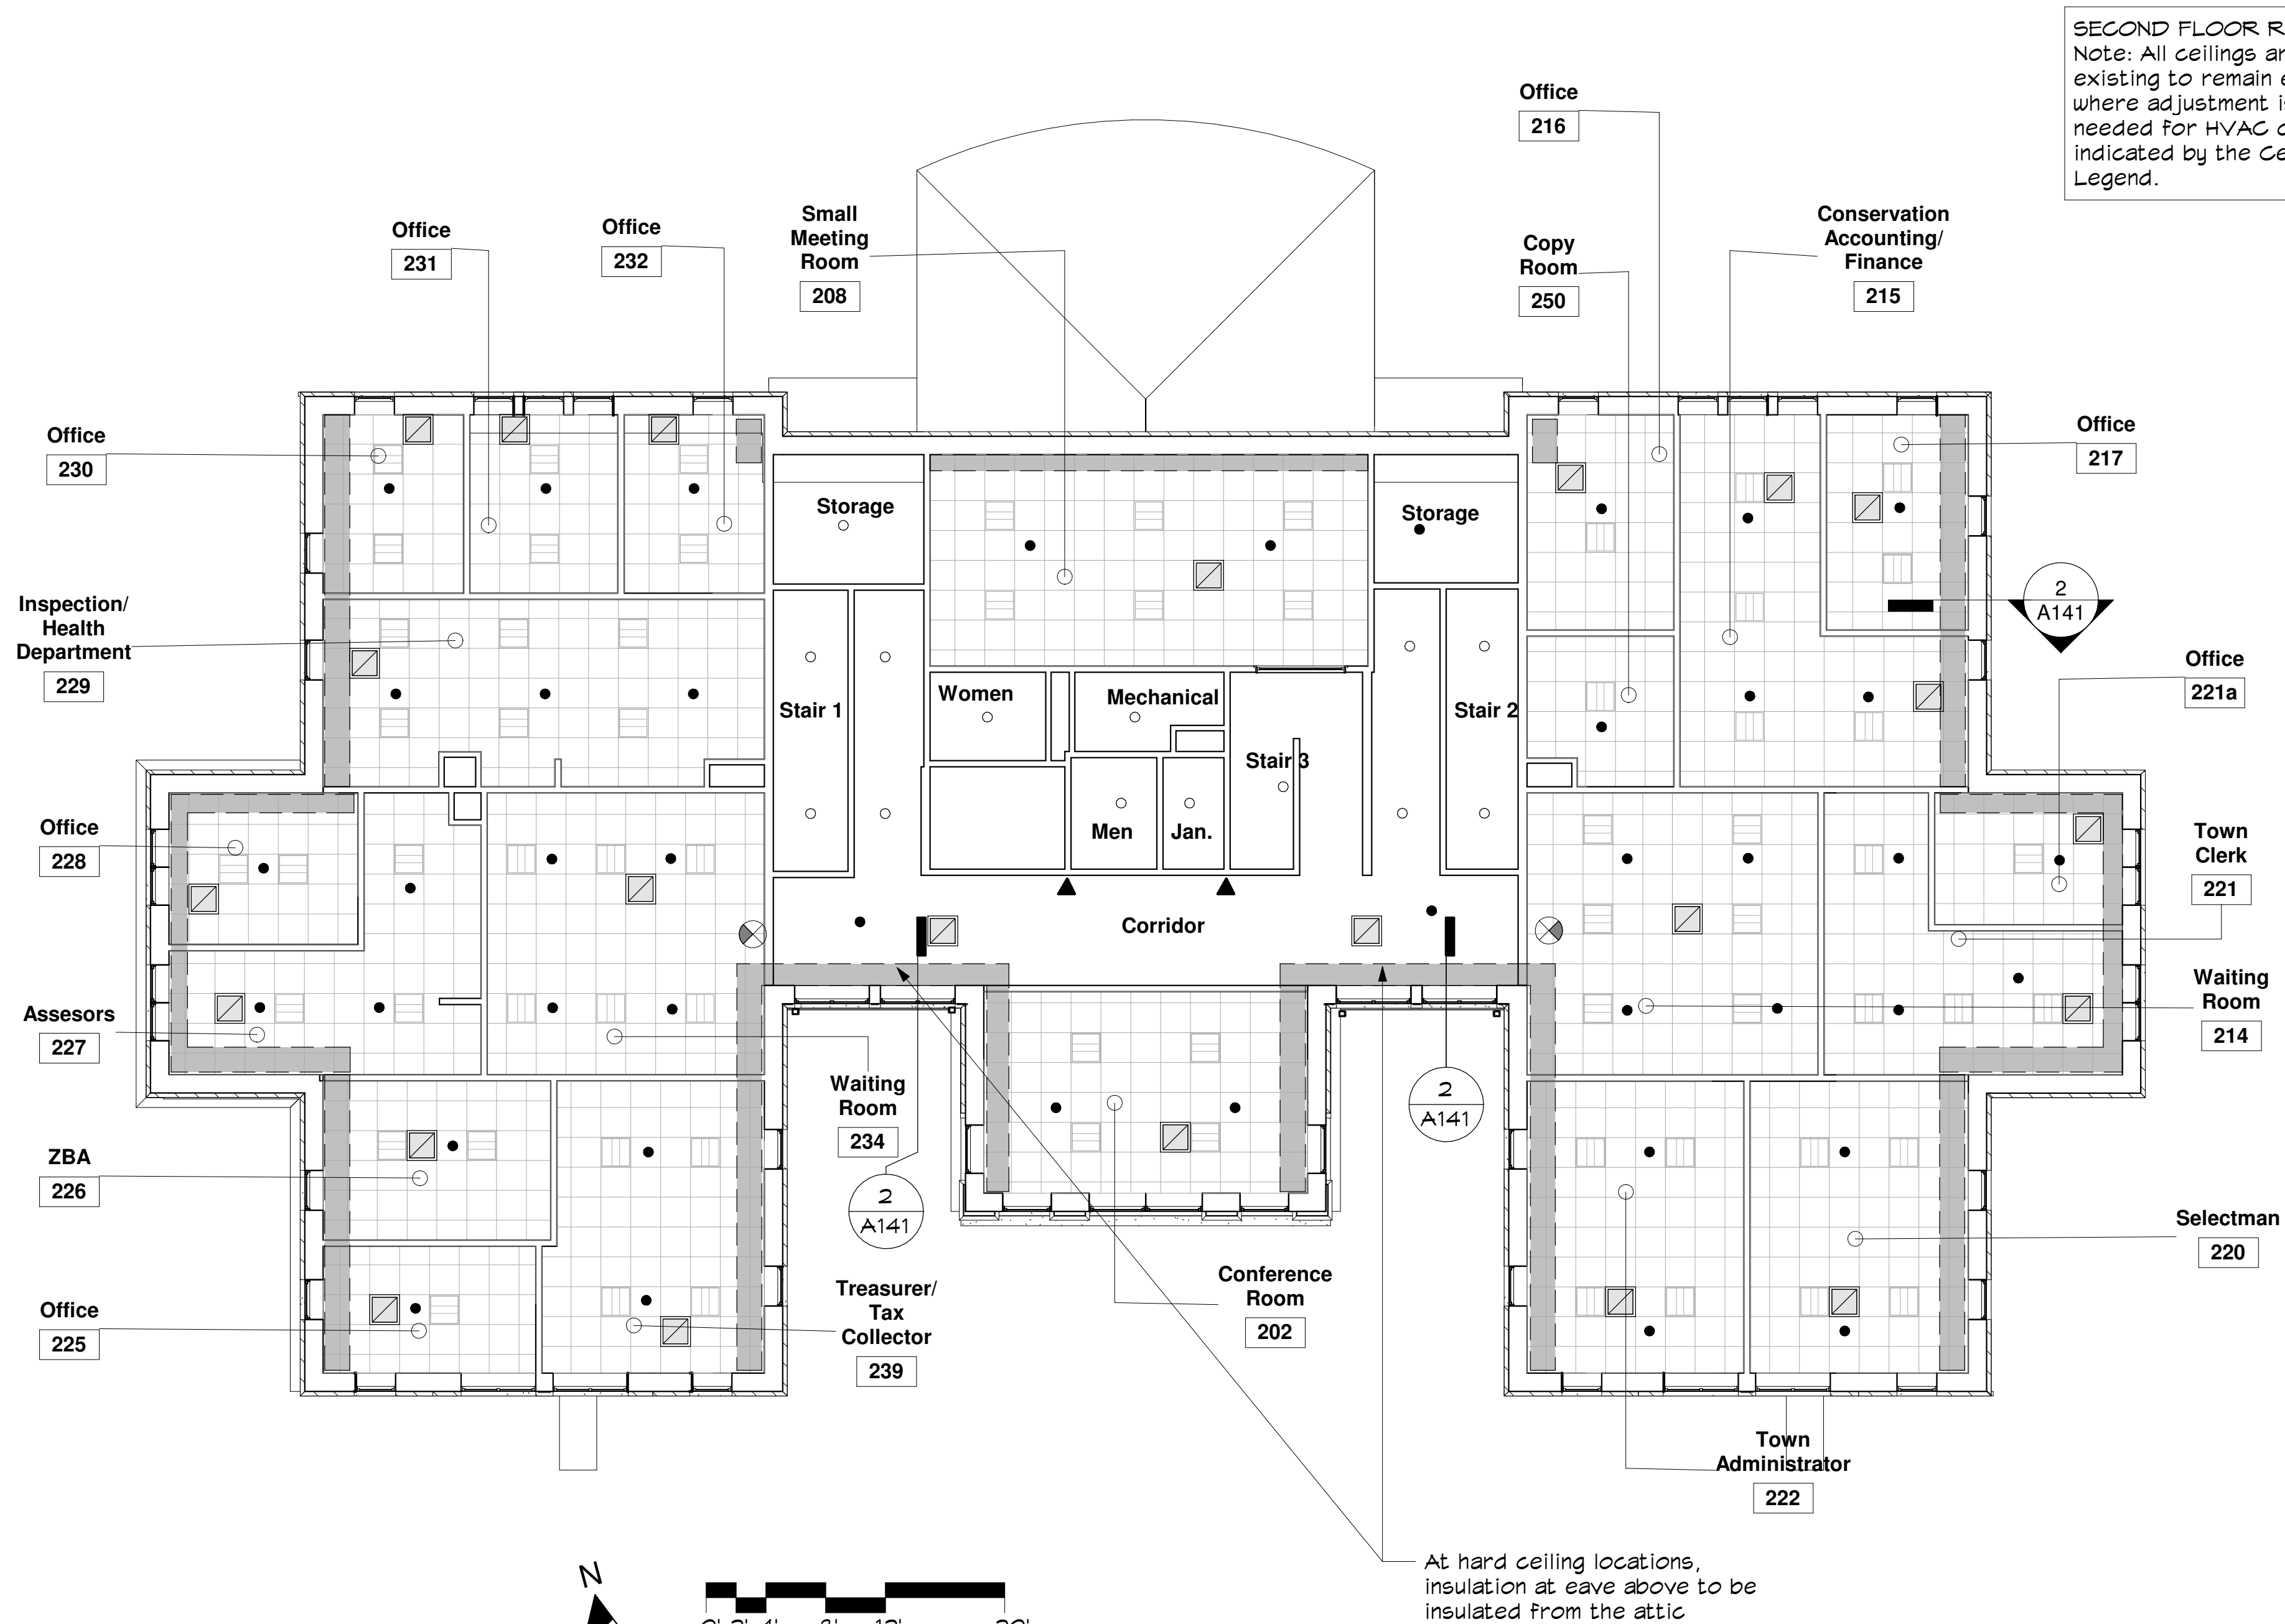 SECOND FLOOR R
Note: All ceilings
existing to remain
where adjustment
needed for HVAC
indicated by the
Legend.
Office
216
Office
231
Office
232
Small
Meeting
Room
208
Copy
Room
250
Conservation
Accounting/
Finance
215
Office
230
Office
217
Storage
Storage
Inspection/
Health
Department
229
2
A141
Office
221a
Women
Mechanical
Stair 1
Stair 2
Stair 3
Office
228
Men
Jan.
Town
Clerk
221
Corridor
Assesors
227
Waiting
Room
214
Waiting
Room
234
2
A141
2
A141
ZBA
226
Selectman
220
Office
225
Treasurer/
Tax
Collector
239
Conference
Room
202
Town
Administrator
222
At hard ceiling locations,
insulation at eave above to be
insulated from the attic
N